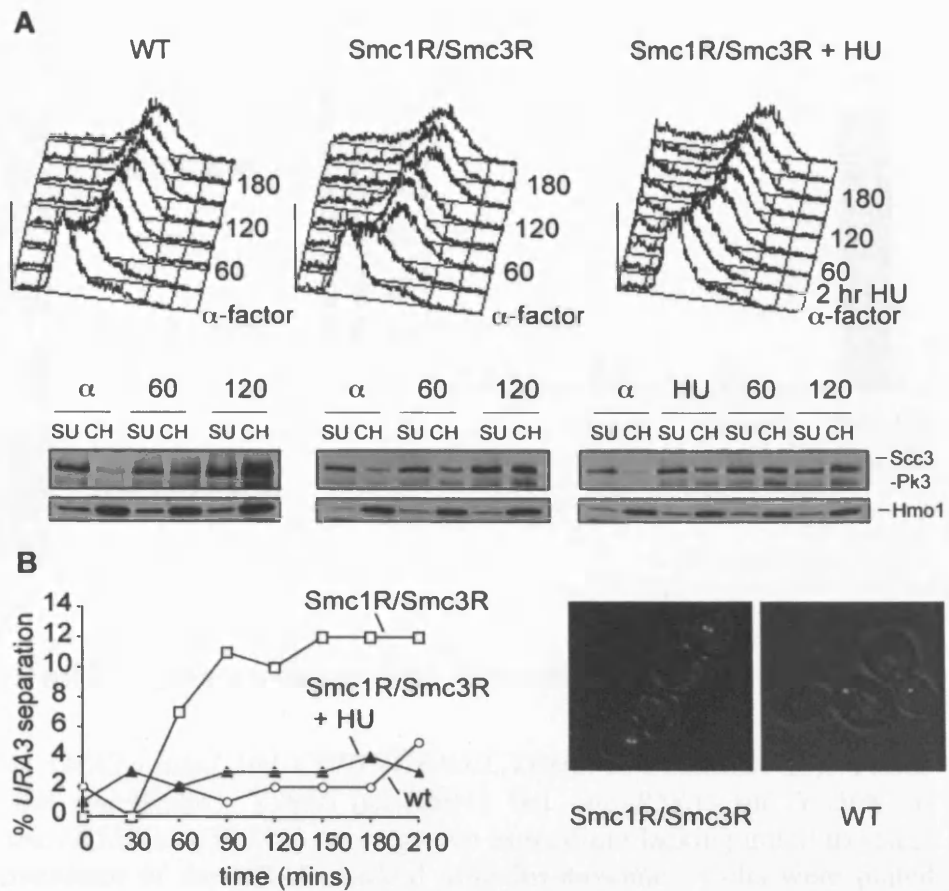 A
WT Smc1R/Smc3R Smc1R/Smc3R + HU
180 180 180
120 120 120
60 60 60
2 hr HU
α-factor α-factor α-factor
α 60 120 α 60 120 α HU 60 120
SU CH SU CH SU CH SU CH SU CH SU CH SU CH SU CH SU CH SU CH
Scc3
-Pk3
Hmo1
B
14
12
10
8
6
4
2
0
% URA3 separation
Smc1R/Smc3R
Smc1R/Smc3R
+ HU
wt
0 30 60 90 120 150 180 210
time (mins)
Smc1R/Smc3R WT